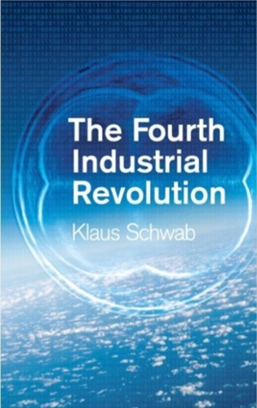 The Fourth
Industrial
Revolution
Klaus Schwab